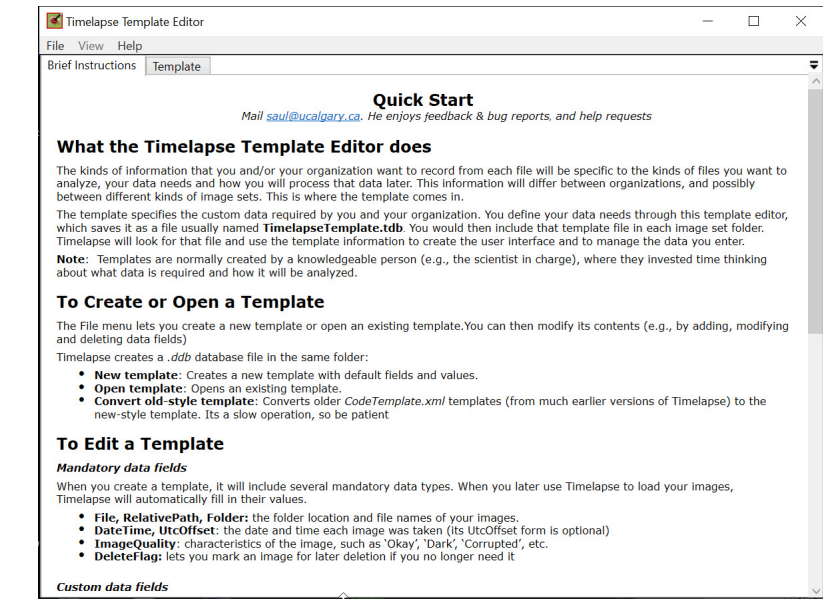 Timelapse Template Editor
File View Help
Brief Instructions Template
Quick Start
Mail saul@ucalgary.ca. He enjoys feedback & bug reports, and help requests
What the Timelapse Template Editor does
The kinds of information that you and/or your organization want to record from each file will be specific to the kinds of files you want to
analyze, your data needs and how you will process that data later. This information will differ between organizations, and possibly
between different kinds of image sets. This is where the template comes in.
The template specifies the custom data required by you and your organization. You define your data needs through this template editor,
which saves it as a file usually named TimelapseTemplate.tdb. You would then include that template file in each image set folder.
Timelapse will look for that file and use the template information to create the user interface and to manage the data you enter.
Note: Templates are normally created by a knowledgeable person (e.g., the scientist in charge), where they invested time thinking
about what data is required and how it will be analyzed.
To Create or Open a Template
The File menu lets you create a new template or open an existing template.You can then modify its contents (e.g., by adding, modifying
and deleting data fields)
Timelapse creates a .ddb database file in the same folder:
• New template: Creates a new template with default fields and values.
• Open template: Opens an existing template.
• Convert old-style template: Converts older CodeTemplate.xml templates (from much earlier versions of Timelapse) to the
new-style template. Its a slow operation, so be patient
To Edit a Template
Mandatory data fields
When you create a template, it will include several mandatory data types. When you later use Timelapse to load your images,
Timelapse will automatically fill in their values.
• File, RelativePath, Folder: the folder location and file names of your images.
• DateTime, UtcOffset: the date and time each image was taken (its UtcOffset form is optional)
• ImageQuality: characteristics of the image, such as ‘Okay’, ‘Dark’, ‘Corrupted’, etc.
• DeleteFlag: lets you mark an image for later deletion if you no longer need it
Custom data fields